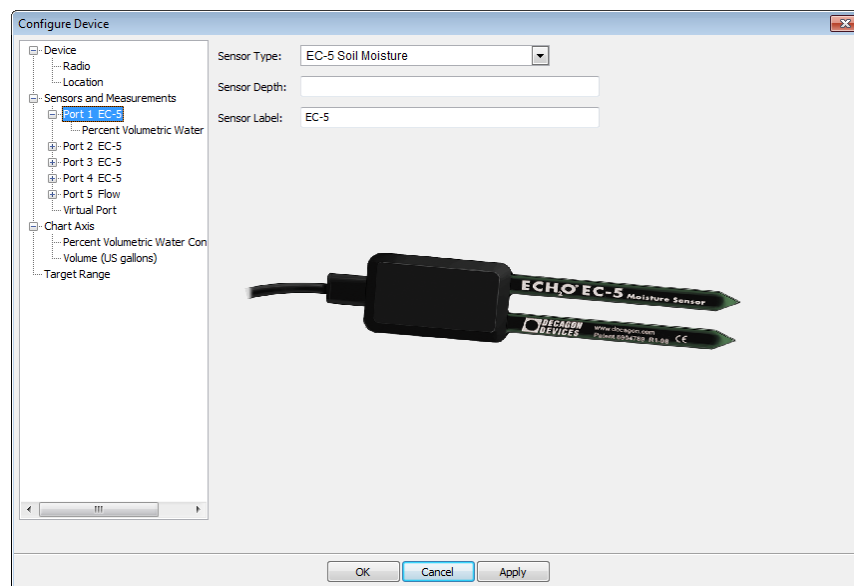 Configure Device
Device
Radio
Location
Sensors and Measurements
Port 1 EC-5
Percent Volumetric Water
Port 2 EC-5
Port 3 EC-5
Port 4 EC-5
Port 5 Flow
Virtual Port
Chart Axis
Percent Volumetric Water Con
Volume (US gallons)
Target Range
Sensor Type: EC-5 Soil Moisture
Sensor Depth:
Sensor Label: EC-5
ECH₂O EC-5 Moisture Sensor
DECAGON DEVICES www.decagon.com
CE
OK Cancel Apply